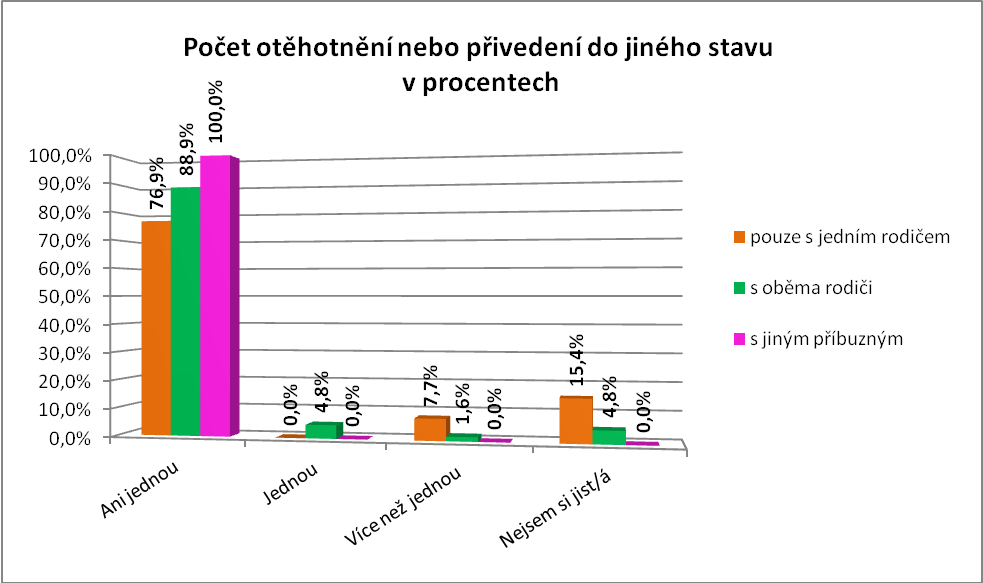 Počet otěhotnění nebo přivedení do jiného stavu
v procentech
100,0%
90,0%
80,0%
70,0%
60,0%
50,0%
40,0%
30,0%
20,0%
10,0%
0,0%
76,9%
88,9%
100,0%
0,0%
4,8%
0,0%
7,7%
1,6%
0,0%
15,4%
4,8%
0,0%
Ani jednou
Jednou
Více než jednou
Nejsem si jist/á
pouze s jedním rodičem
s oběma rodiči
s jiným příbuzným